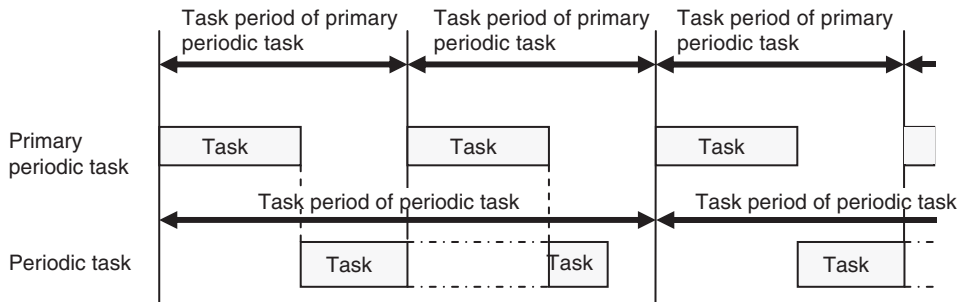 Task period of primary
periodic task
Task period of primary
periodic task
Task period of primary
periodic task
Primary
periodic task
Task
Task
Task
Task period of periodic task
Task period of periodic task
Periodic task
Task
Task
Task